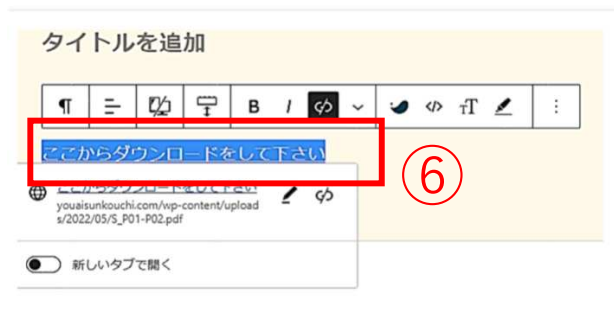 タイトルを追加
¶ B I </> TT
ここからダウンロードをして下さい
⑥
ここからダウンロードをして下さい
youaisunkouchi.com/wp-content/upload
s/2022/05/S_P01-P02.pdf
新しいタブで開く